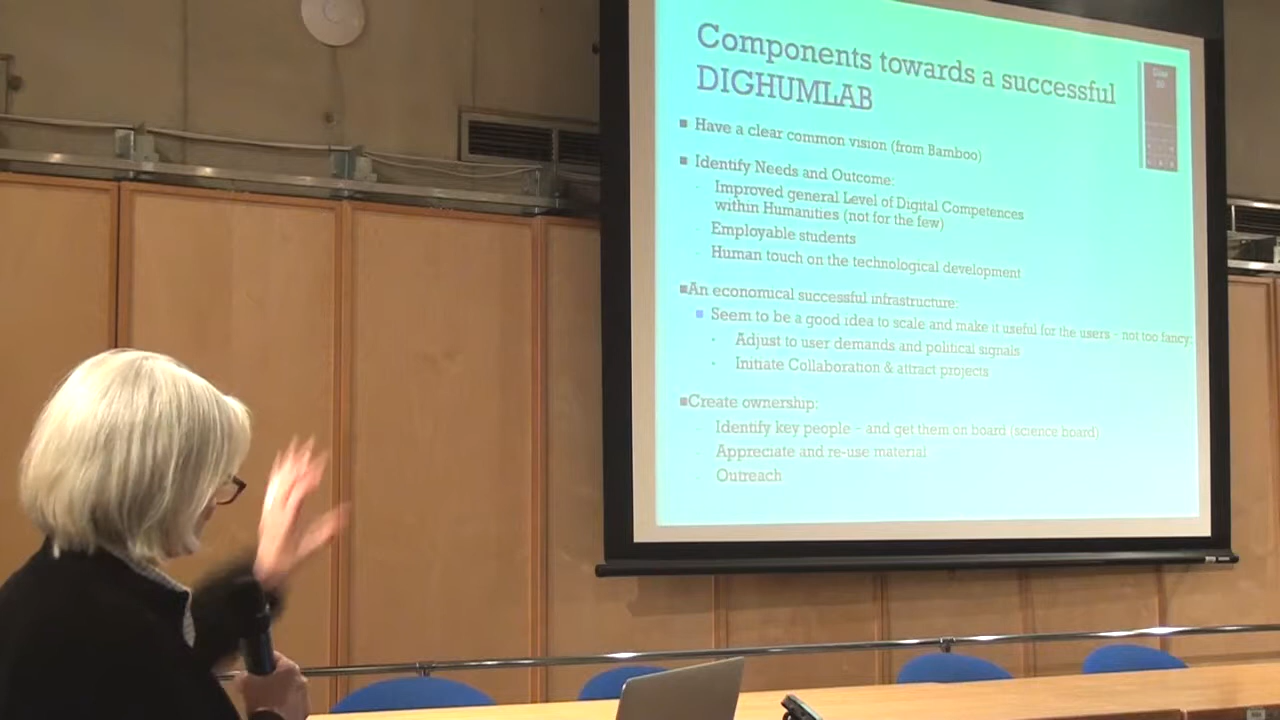 Components towards a successful
DIGHUMLAB
Have a clear common vision (from Bamboo)
Identify Needs and Outcome:
Improved general Level of Digital Competences
within Humanities (not for the few)
Employable students
Human touch on the technological development
An economical successful infrastructure:
Seem to be a good idea to scale and make it useful for the users - not too fancy:
Adjust to user demands and political signals
Initiate Collaboration & attract projects
Create ownership:
Identify key people - and get them on board (science board)
Appreciate and re-use material
Outreach